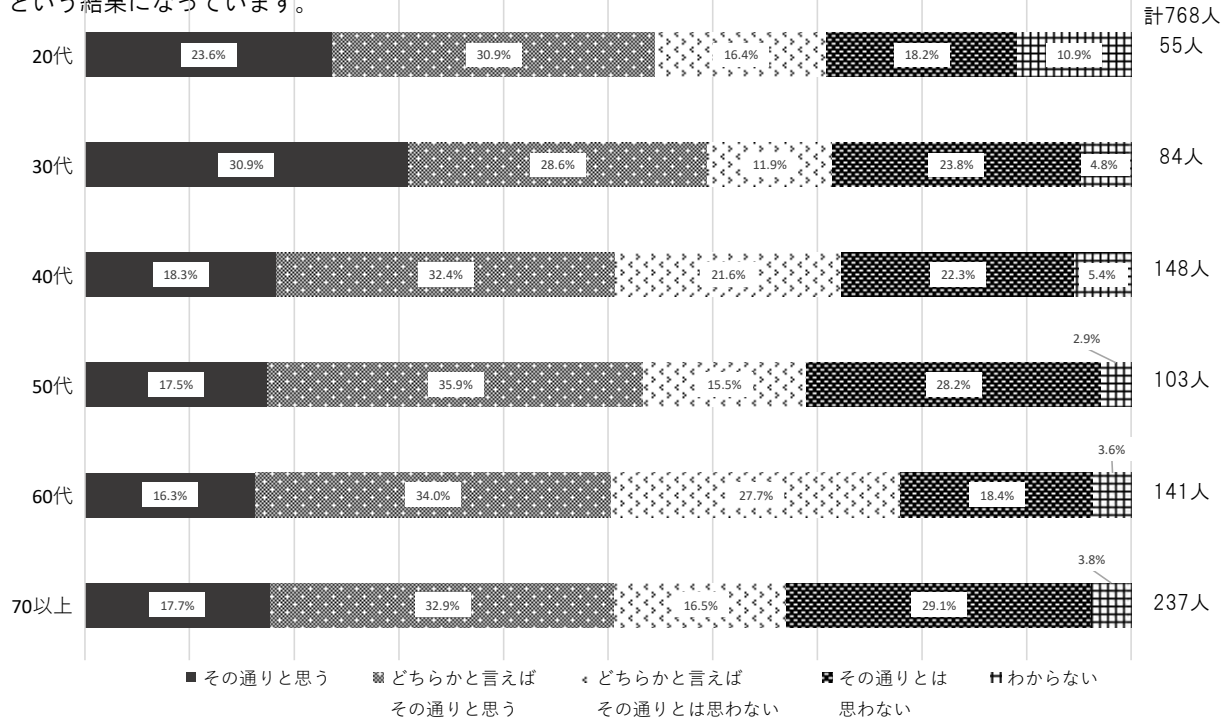 という結果になっています。
計768人
20代 23.6% 30.9% 16.4% 18.2% 10.9% 55人
30代 30.9% 28.6% 11.9% 23.8% 4.8% 84人
40代 18.3% 32.4% 21.6% 22.3% 5.4% 148人
2.9%
50代 17.5% 35.9% 15.5% 28.2% 103人
3.6%
60代 16.3% 34.0% 27.7% 18.4% 141人
3.8%
70以上 17.7% 32.9% 16.5% 29.1% 237人
その通りと思う どちらかと言えば どちらかと言えば その通りとは わからない
その通りと思う その通りとは思わない 思わない